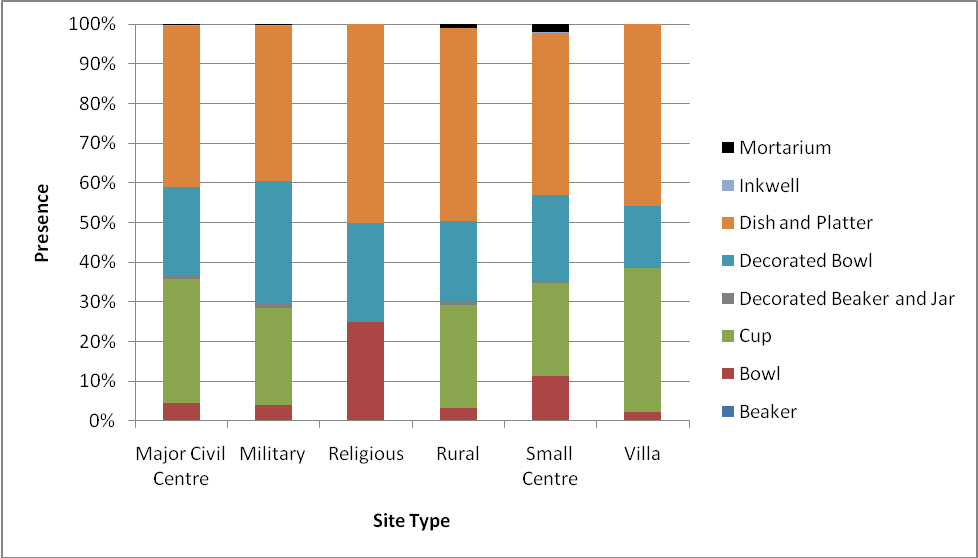 100%
90%
80%
70%
60%
50%
40%
30%
20%
10%
0%
Presence
Major Civil
Centre
Military
Religious
Rural
Small
Centre
Villa
Site Type
Mortarium
Inkwell
Dish and Platter
Decorated Bowl
Decorated Beaker and Jar
Cup
Bowl
Beaker